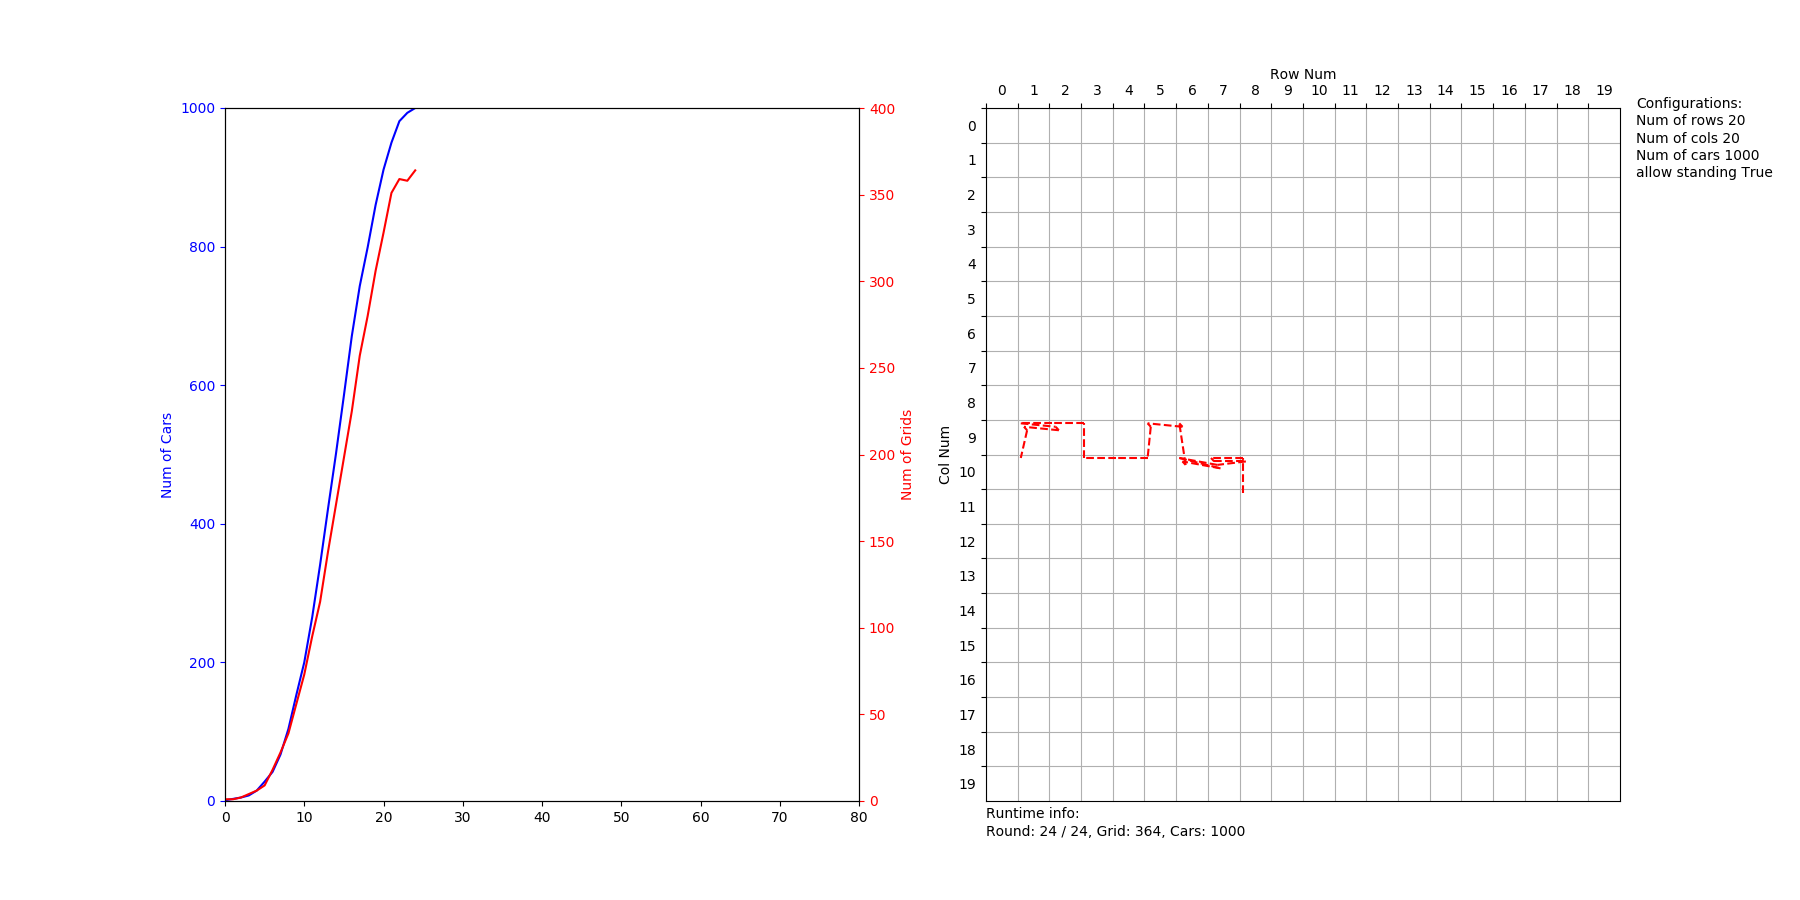 Num of Cars
1000
800
600
400
200
0
0 10 20 30 40 50 60 70 80
400
350
300
250
200
150
100
50
0
Num of Grids
Row Num
0 1 2 3 4 5 6 7 8 9 10 11 12 13 14 15 16 17 18 19
Col Num
0
1
2
3
4
5
6
7
8
9
10
11
12
13
14
15
16
17
18
19
Configurations:
Num of rows 20
Num of cols 20
Num of cars 1000
allow standing True
Runtime info:
Round: 24 / 24, Grid: 364, Cars: 1000